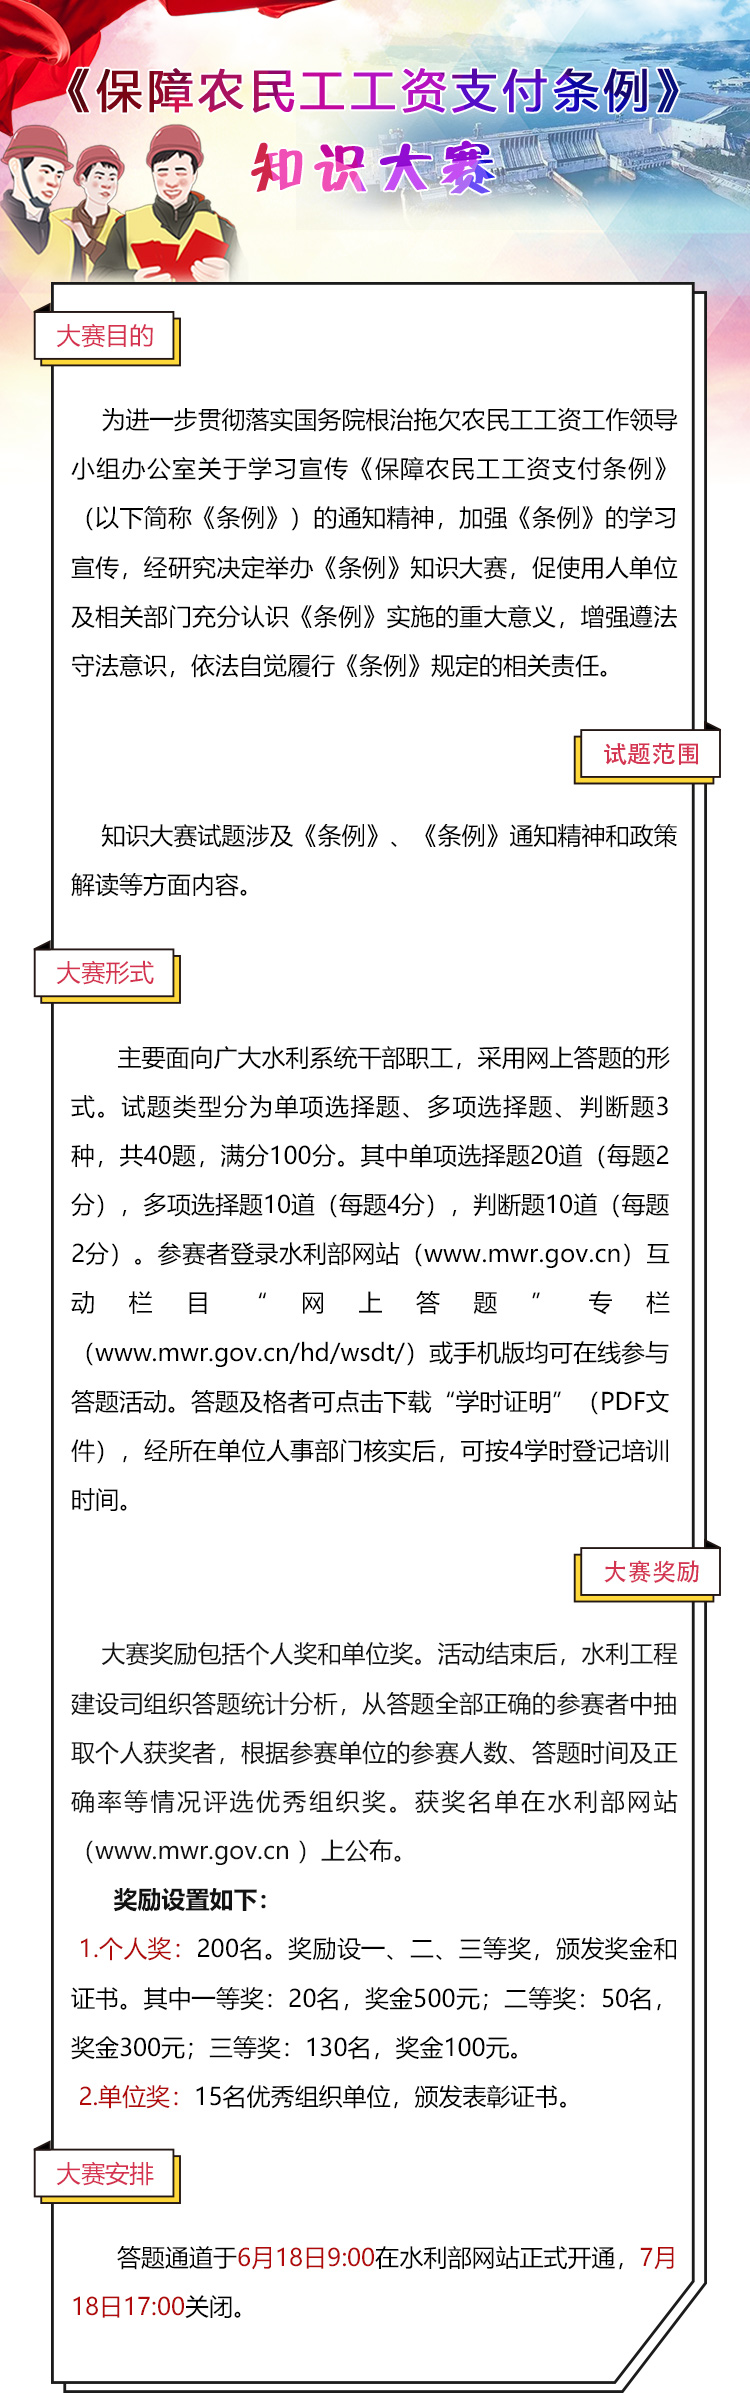 《保障农民工工资支付条例》
知识大赛
大赛目的
为进一步贯彻落实国务院根治拖欠农民工工资工作领导
小组办公室关于学习宣传《保障农民工工资支付条例》
（以下简称《条例》）的通知精神，加强《条例》的学习
宣传，经研究决定举办《条例》知识大赛，促使用人单位
及相关部门充分认识《条例》实施的重大意义，增强遵法
守法意识，依法自觉履行《条例》规定的相关责任。
试题范围
知识大赛试题涉及《条例》、《条例》通知精神和政策
解读等方面内容。
大赛形式
主要面向广大水利系统干部职工，采用网上答题的形
式。试题类型分为单项选择题、多项选择题、判断题3
种，共40题，满分100分。其中单项选择题20道（每题2
分），多项选择题10道（每题4分），判断题10道（每题
2分）。参赛者登录水利部网站（www.mwr.gov.cn）互
动栏目“网上答题”专栏
（www.mwr.gov.cn/hd/wsdt/）或手机版均可在线参与
答题活动。答题及格者可点击下载“学时证明”（PDF文
件），经所在单位人事部门核实后，可按4学时登记培训
时间。
大赛奖励
大赛奖励包括个人奖和单位奖。活动结束后，水利工程
建设司组织答题统计分析，从答题全部正确的参赛者中抽
取个人获奖者，根据参赛单位的参赛人数、答题时间及正
确率等情况评选优秀组织奖。获奖名单在水利部网站
（www.mwr.gov.cn ）上公布。
奖励设置如下：
1.个人奖：200名。奖励设一、二、三等奖，颁发奖金和
证书。其中一等奖：20名，奖金500元；二等奖：50名，
奖金300元；三等奖：130名，奖金100元。
2.单位奖：15名优秀组织单位，颁发表彰证书。
大赛安排
答题通道于6月18日9:00在水利部网站正式开通，7月
18日17:00关闭。